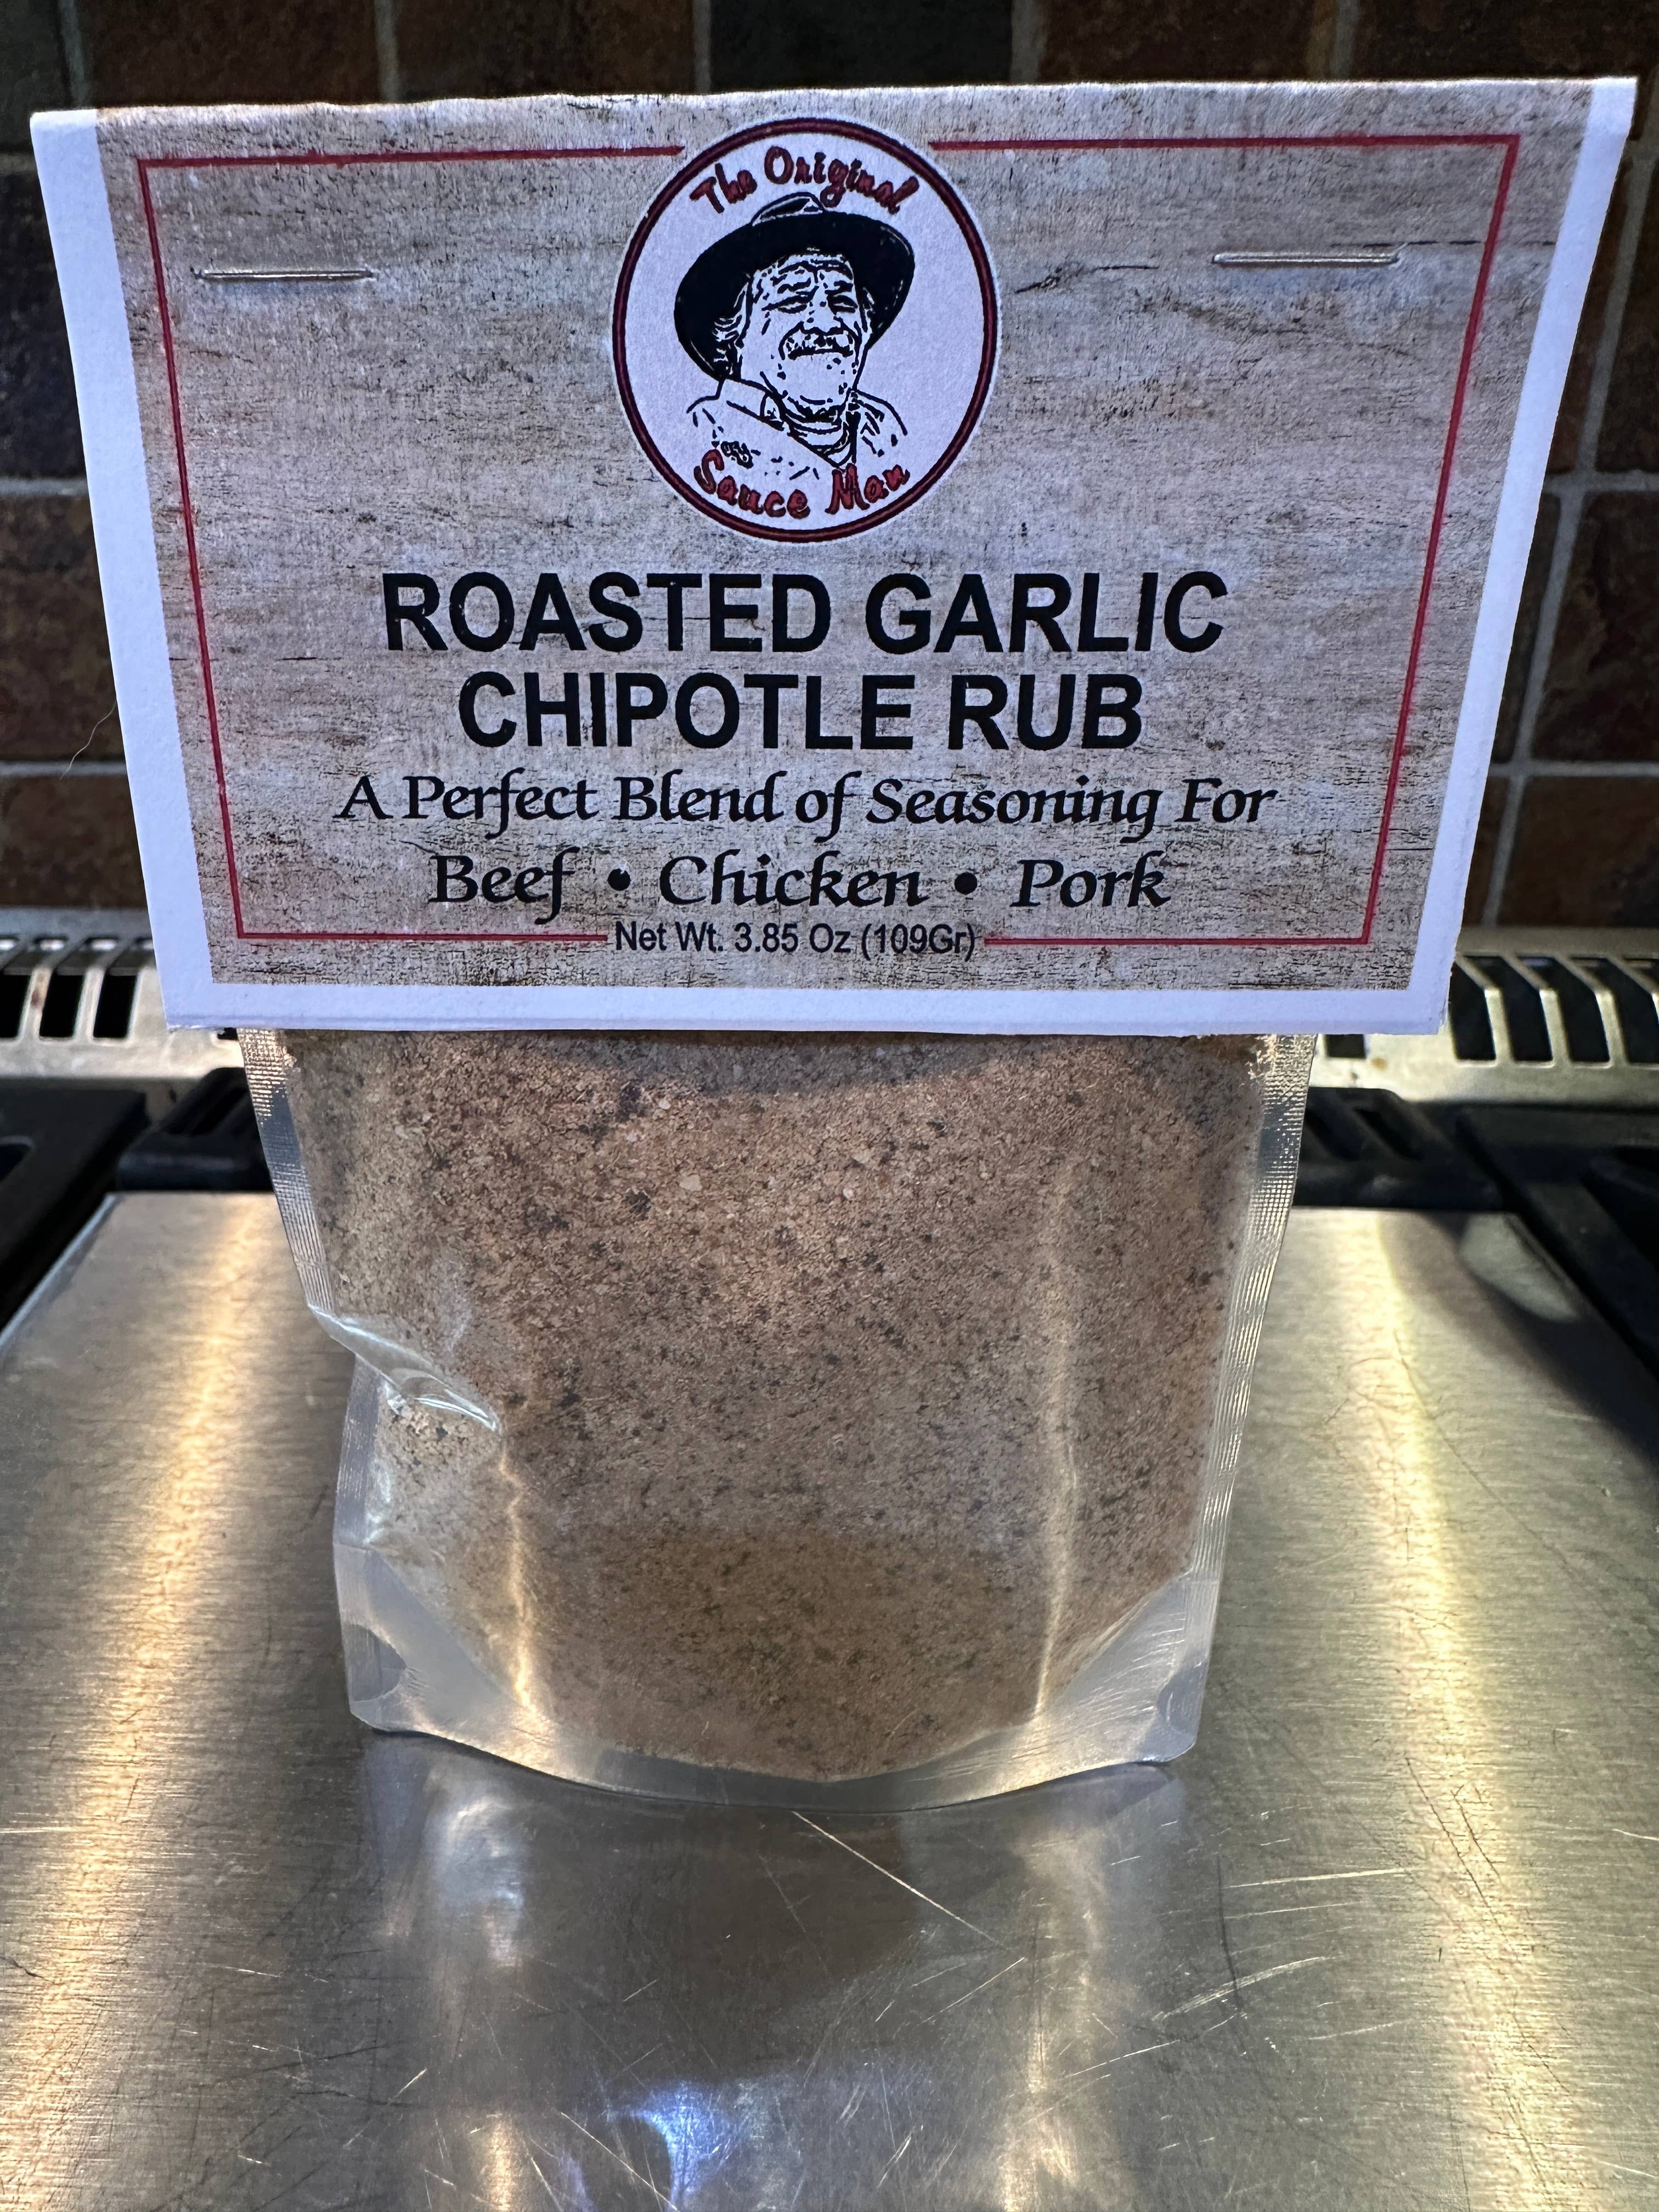 The Original
Sauce Man
ROASTED GARLIC
CHIPOTLE RUB
A Perfect Blend of Seasoning For
Beef • Chicken • Pork
Net Wt. 3.85 Oz (109Gr)